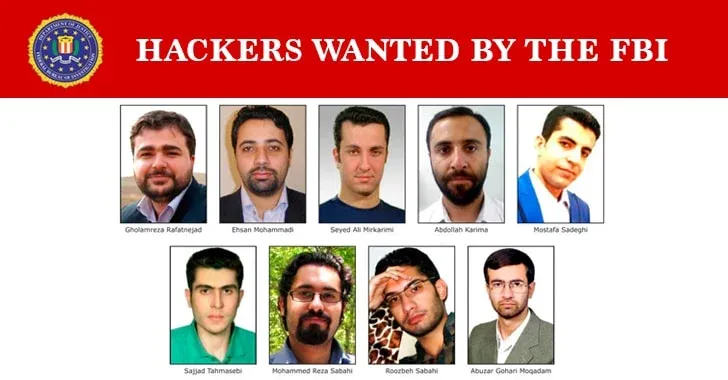 HACKERS WANTED BY THE FBI
Gholamreza Rafatnejad
Ehsan Mohammadi
Seyed Ali Mirkarimi
Abdollah Karima
Mostafa Sadeghi
Sajjad Tahmasebi
Mohammed Reza Sabahi
Roozbeh Sabahi
Abuzar Gohari Moqadam